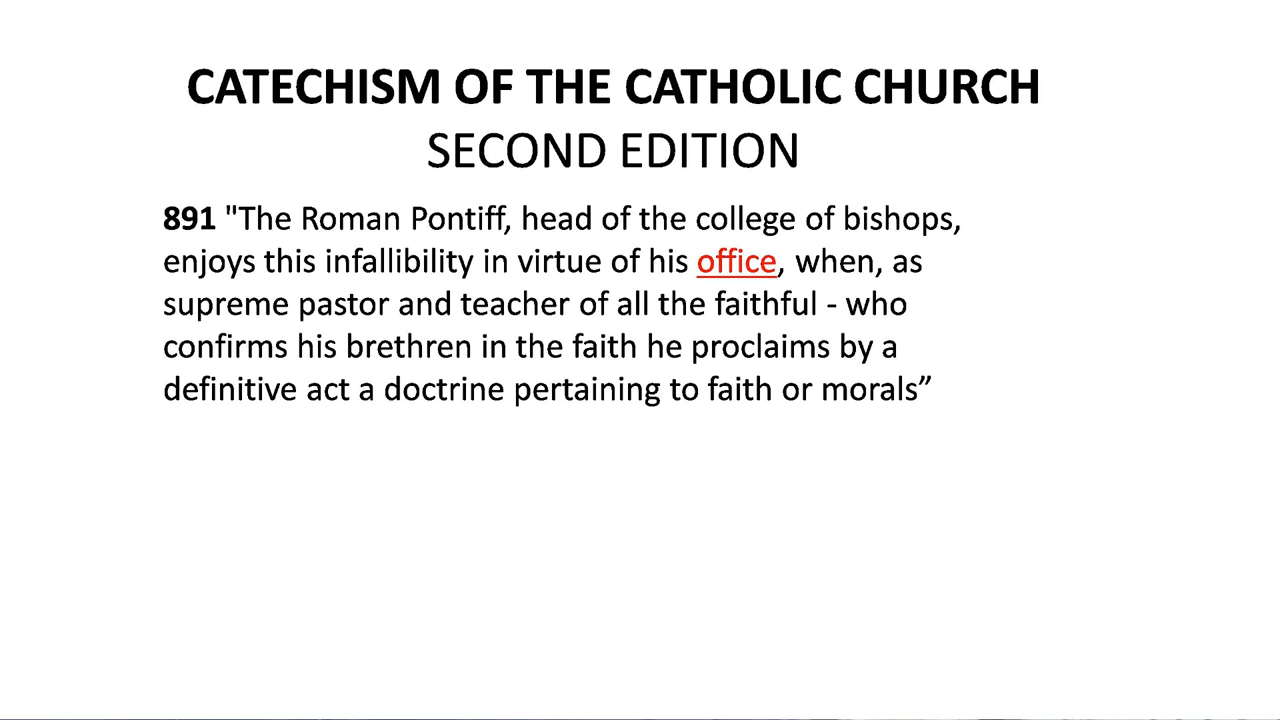 CATECHISM OF THE CATHOLIC CHURCH
SECOND EDITION
891 "The Roman Pontiff, head of the college of bishops,
enjoys this infallibility in virtue of his office, when, as
supreme pastor and teacher of all the faithful - who
confirms his brethren in the faith he proclaims by a
definitive act a doctrine pertaining to faith or morals”